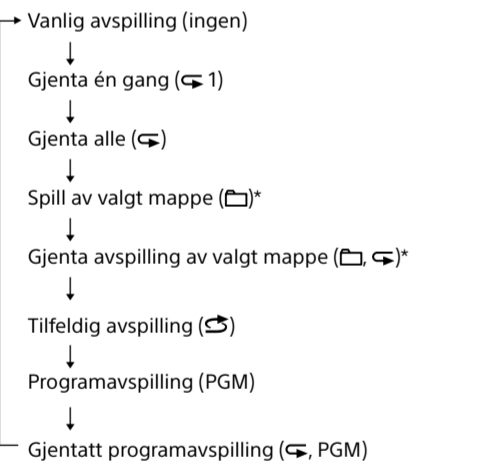 Vanlig avspilling (ingen)
Gjenta én gang ( 1)
Gjenta alle ()
Spill av valgt mappe ()*
Gjenta avspilling av valgt mappe (, )*
Tilfeldig avspilling ()
Programavspilling (PGM)
Gjentatt programavspilling (, PGM)